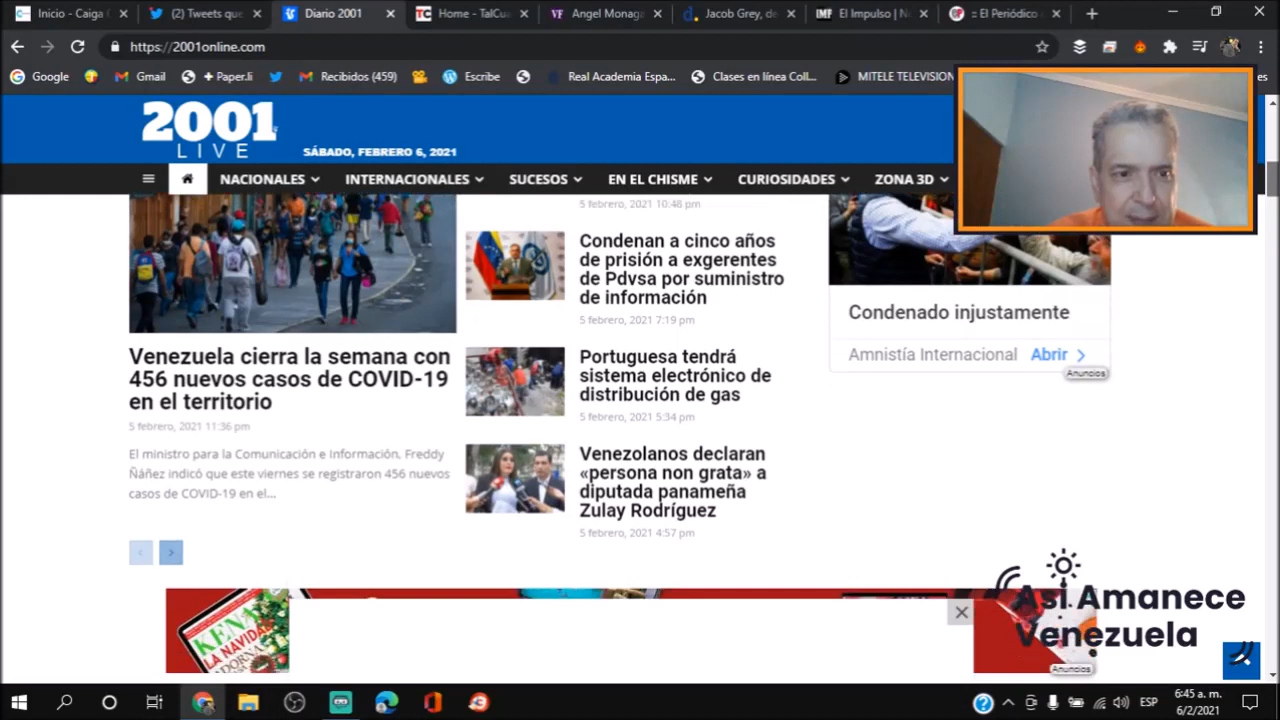 Inicio - Caiga
(2) Tweets que
Diario 2001
Home - TalCua
Angel Monaga
Jacob Grey, de
El Impulso | N
:: El Periódico
https://2001online.com
Google
Gmail
+ Paper.li
Recibidos (459)
Escribe
Real Academia Espa...
Clases en línea Coll...
MITELE TELEVISION
2001
LIVE
SÁBADO, FEBRERO 6, 2021
NACIONALES
INTERNACIONALES
SUCESOS
EN EL CHISME
CURIOSIDADES
ZONA 3D
5 febrero, 2021 10:48 pm
Condenan a cinco años
de prisión a exgerentes
de Pdvsa por suministro
de información
5 febrero, 2021 7:19 pm
Condenado injustamente
Amnistía Internacional
Abrir
Anuncios
Venezuela cierra la semana con
456 nuevos casos de COVID-19
en el territorio
5 febrero, 2021 11:36 pm
El ministro para la Comunicación e Información, Freddy
Ñáñez indicó que este viernes se registraron 456 nuevos
casos de COVID-19 en el...
Portuguesa tendrá
sistema electrónico de
distribución de gas
5 febrero, 2021 5:34 pm
Venezolanos declaran
«persona non grata» a
diputada panameña
Zulay Rodríguez
5 febrero, 2021 4:57 pm
KENA
LA NAVIDAD
Así Amanece
Venezuela
Anuncios
ESP
6:45 a. m.
6/2/2021